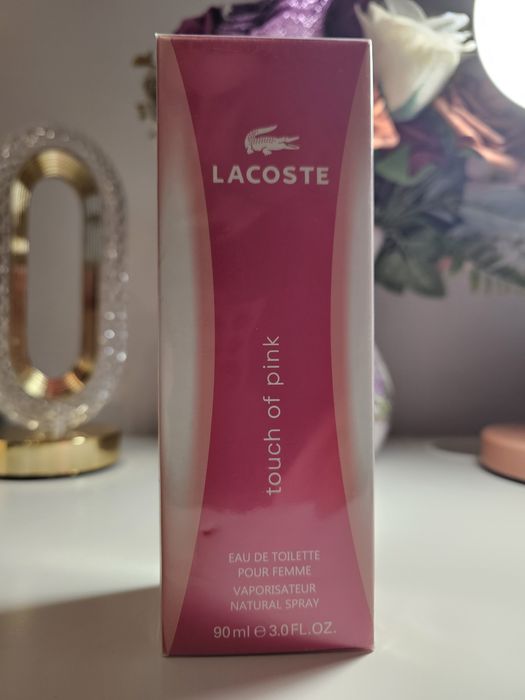 LACOSTE
touch of pink
EAU DE TOILETTE
POUR FEMME
VAPORISATEUR
NATURAL SPRAY
90 ml ℮ 3.0 FL.OZ.